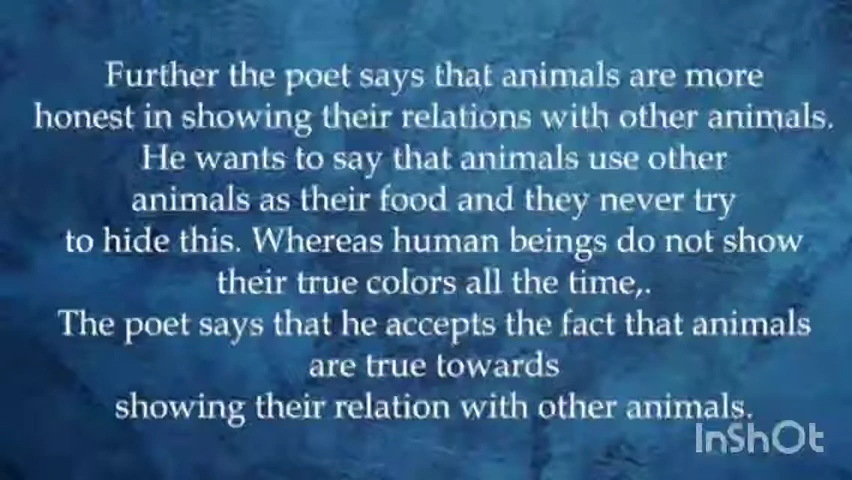 Further the poet says that animals are more
honest in showing their relations with other animals.
He wants to say that animals use other
animals as their food and they never try
to hide this. Whereas human beings do not show
their true colors all the time,.
The poet says that he accepts the fact that animals
are true towards
showing their relation with other animals.
InShOt